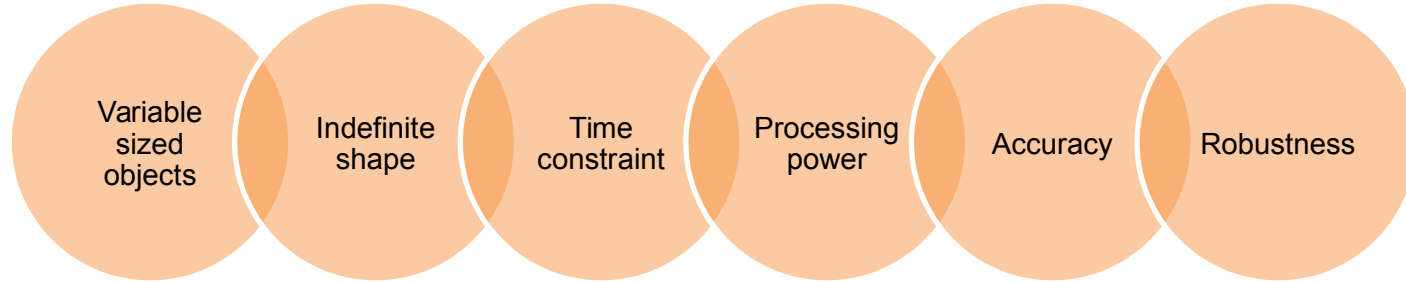 Variable
sized
objects
Indefinite
shape
Time
constraint
Processing
power
Accuracy
Robustness